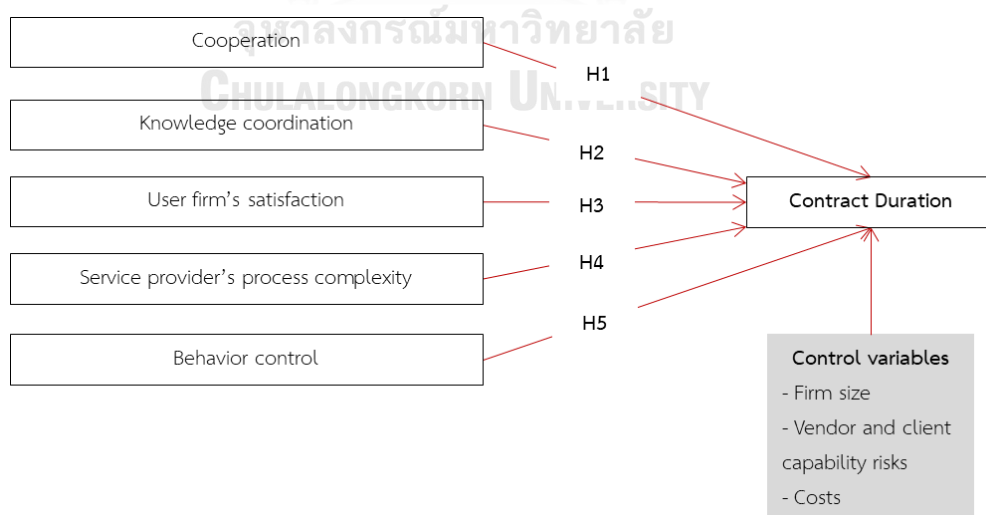 จุฬาลงกรณ์มหาวิทยาลัย
CHULALONGKORN UNIVERSITY
Cooperation
Knowledge coordination
User firm's satisfaction
Service provider's process complexity
Behavior control
H1
H2
H3
H4
H5
Contract Duration
Control variables
- Firm size
- Vendor and client
capability risks
- Costs